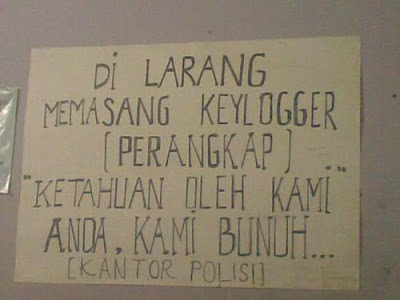 Di LARANG
MEMASANG KEYLOGGER
(PERANGKAP)
"KETAHUAN OLEH KAMI"
ANDA, KAMI BUNUH...
[KANTOR POLISI]